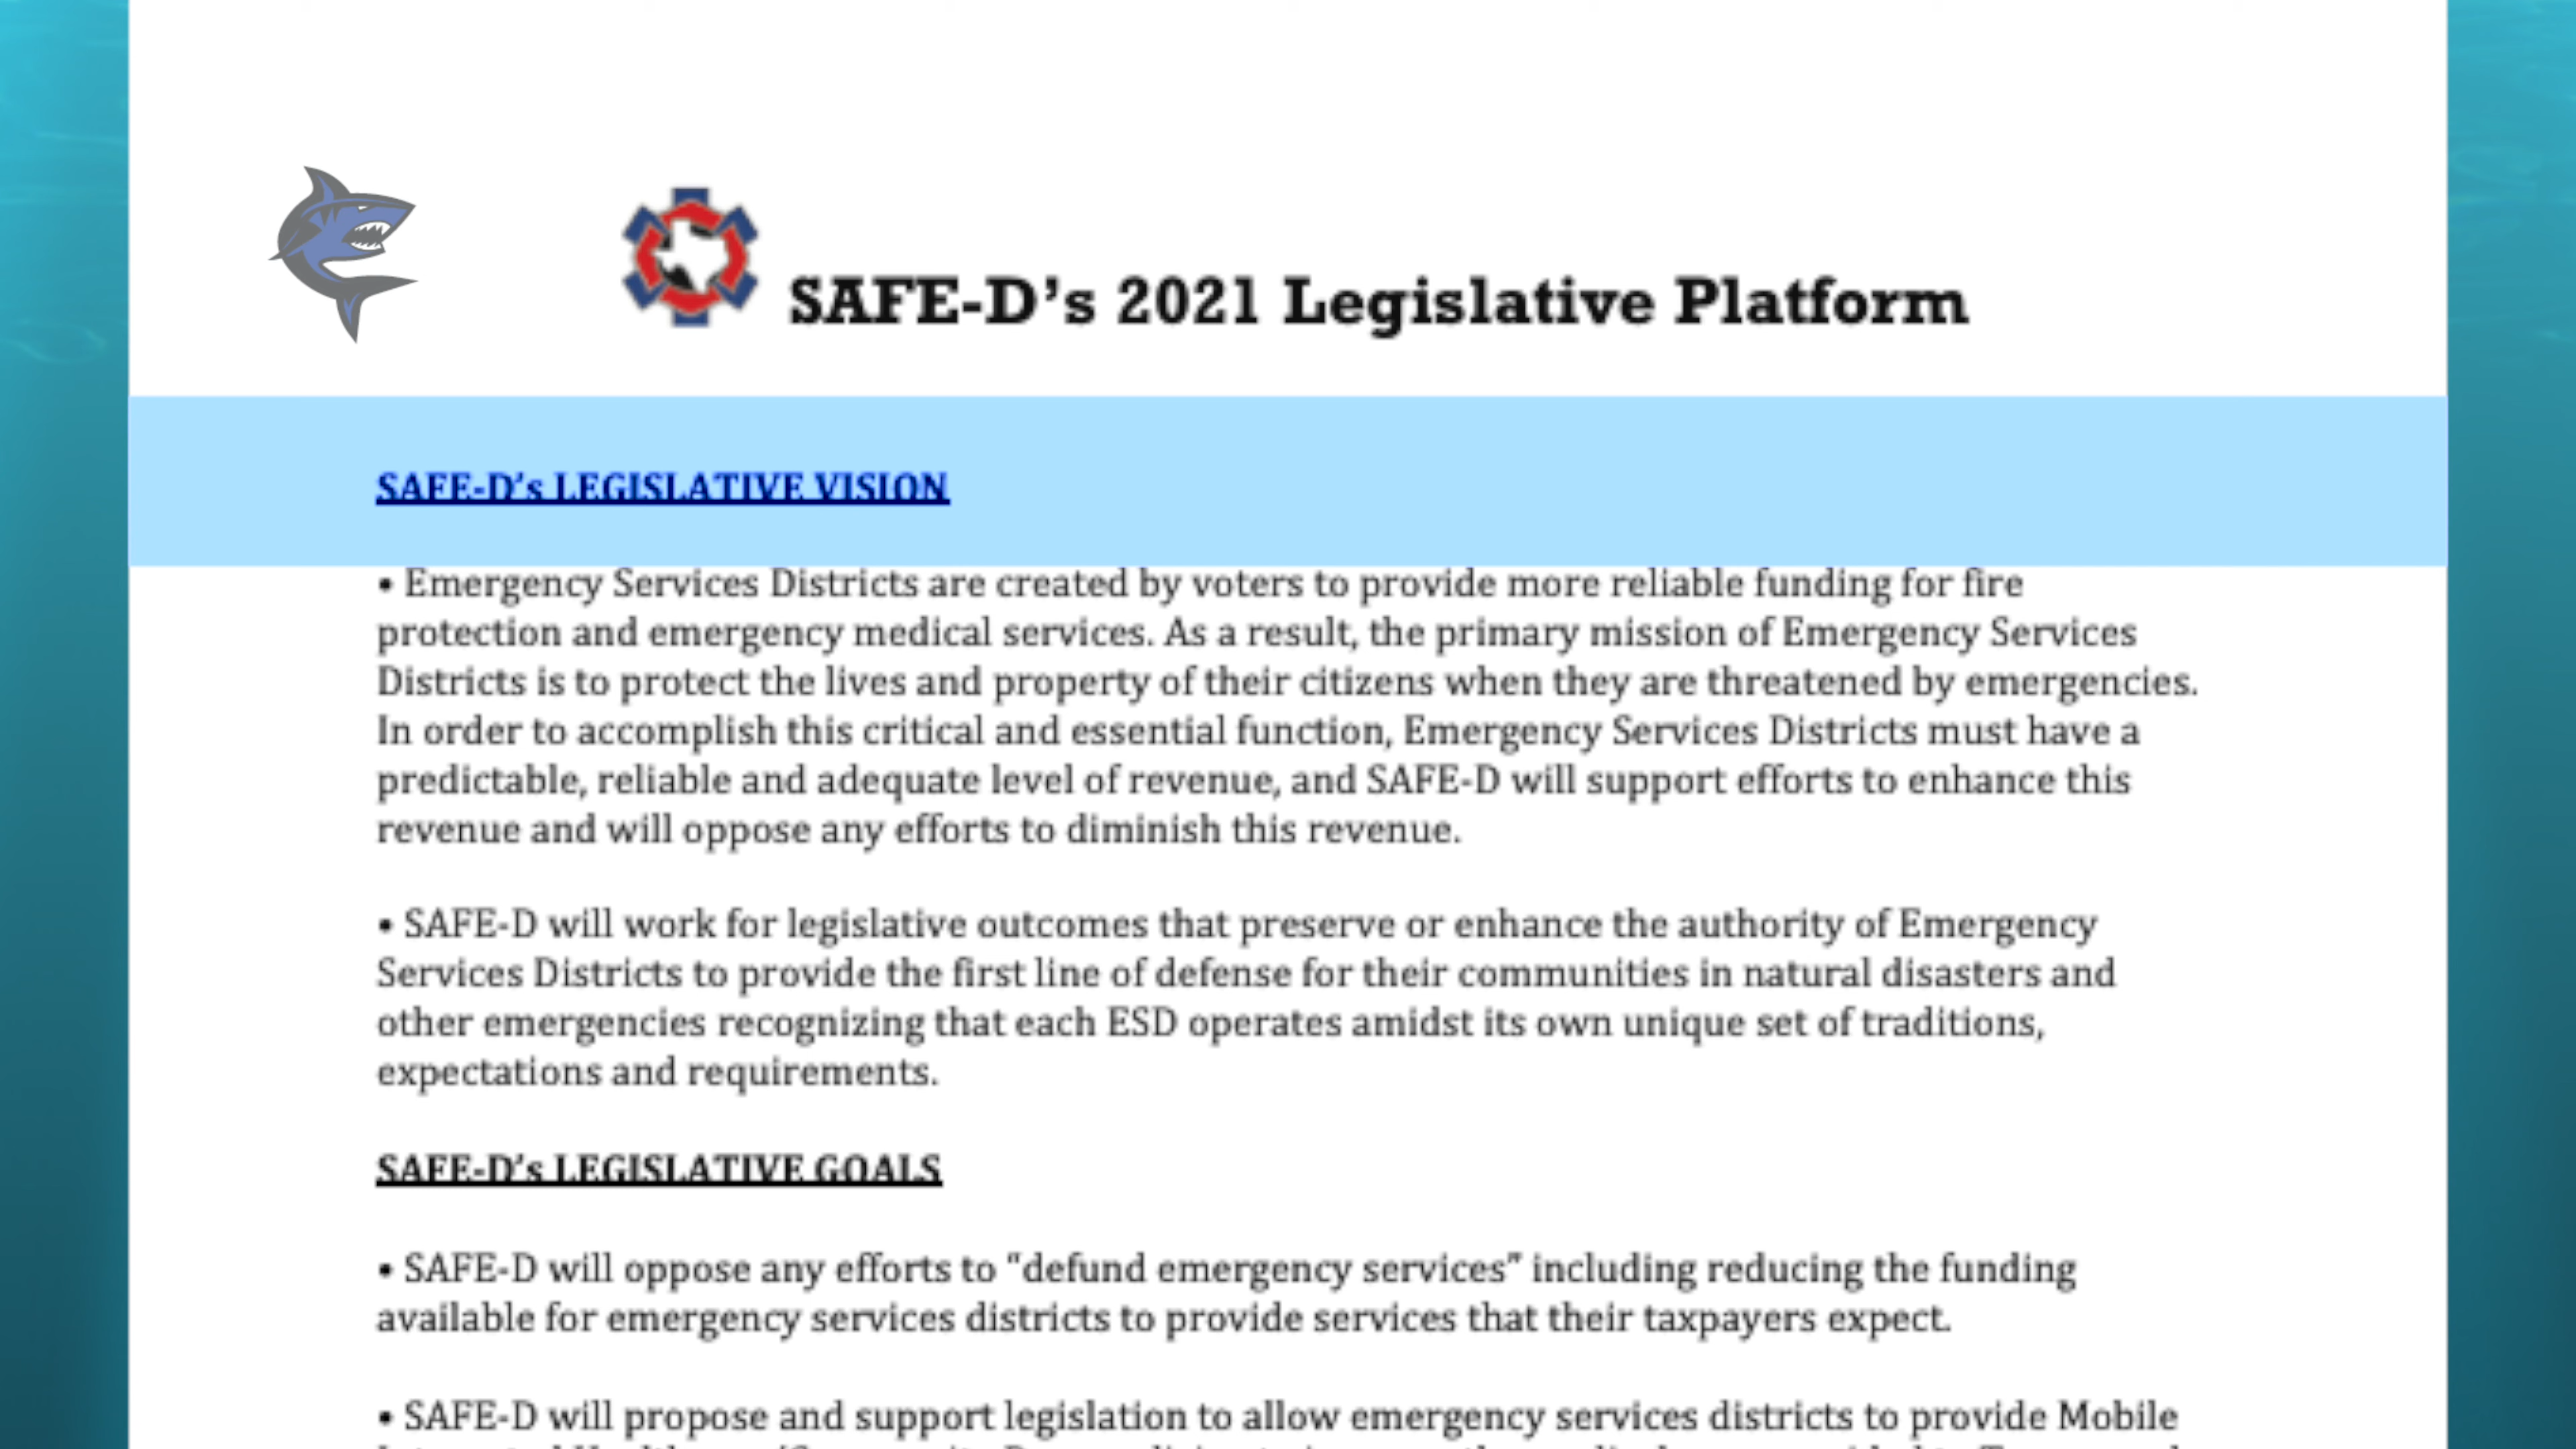 SAFE-D's 2021 Legislative Platform
SAFE-D's LEGISLATIVE VISION
• Emergency Services Districts are created by voters to provide more reliable funding for fire
protection and emergency medical services. As a result, the primary mission of Emergency Services
Districts is to protect the lives and property of their citizens when they are threatened by emergencies.
In order to accomplish this critical and essential function, Emergency Services Districts must have a
predictable, reliable and adequate level of revenue, and SAFE-D will support efforts to enhance this
revenue and will oppose any efforts to diminish this revenue.
• SAFE-D will work for legislative outcomes that preserve or enhance the authority of Emergency
Services Districts to provide the first line of defense for their communities in natural disasters and
other emergencies recognizing that each ESD operates amidst its own unique set of traditions,
expectations and requirements.
SAFE-D's LEGISLATIVE GOALS
• SAFE-D will oppose any efforts to "defund emergency services" including reducing the funding
available for emergency services districts to provide services that their taxpayers expect.
• SAFE-D will propose and support legislation to allow emergency services districts to provide Mobile